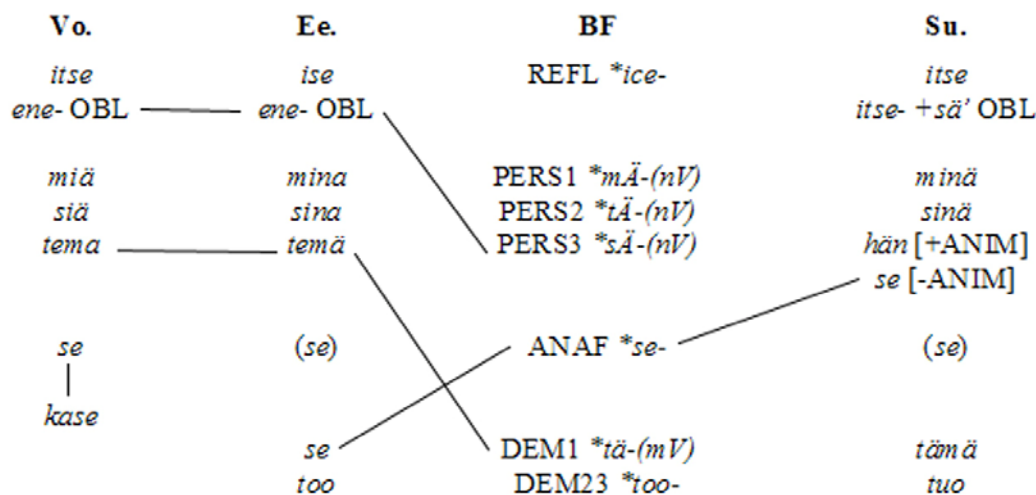 Vo. Ee. BF Su.
itse ise REFL *ice- itse
ene- OBL ene- OBL itse- +sä' OBL
miä mina PERS1 *mÄ-(nV) minä
siä sina PERS2 *tÄ-(nV) sinä
tema temä PERS3 *sÄ-(nV) hän [+ANIM]
se [-ANIM]
se (se) ANAF *se- (se)
kase
se DEM1 *tä-(mV) tämä
too DEM23 *too- tuo